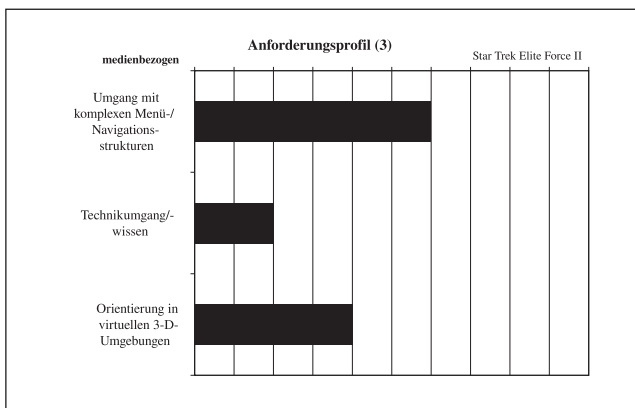 Anforderungsprofil (3)
medienbezogen
Star Trek Elite Force II
Umgang mit
komplexen Menü-/
Navigations-
strukturen
Technikumgang/-
wissen
Orientierung in
virtuellen 3-D-
Umgebungen